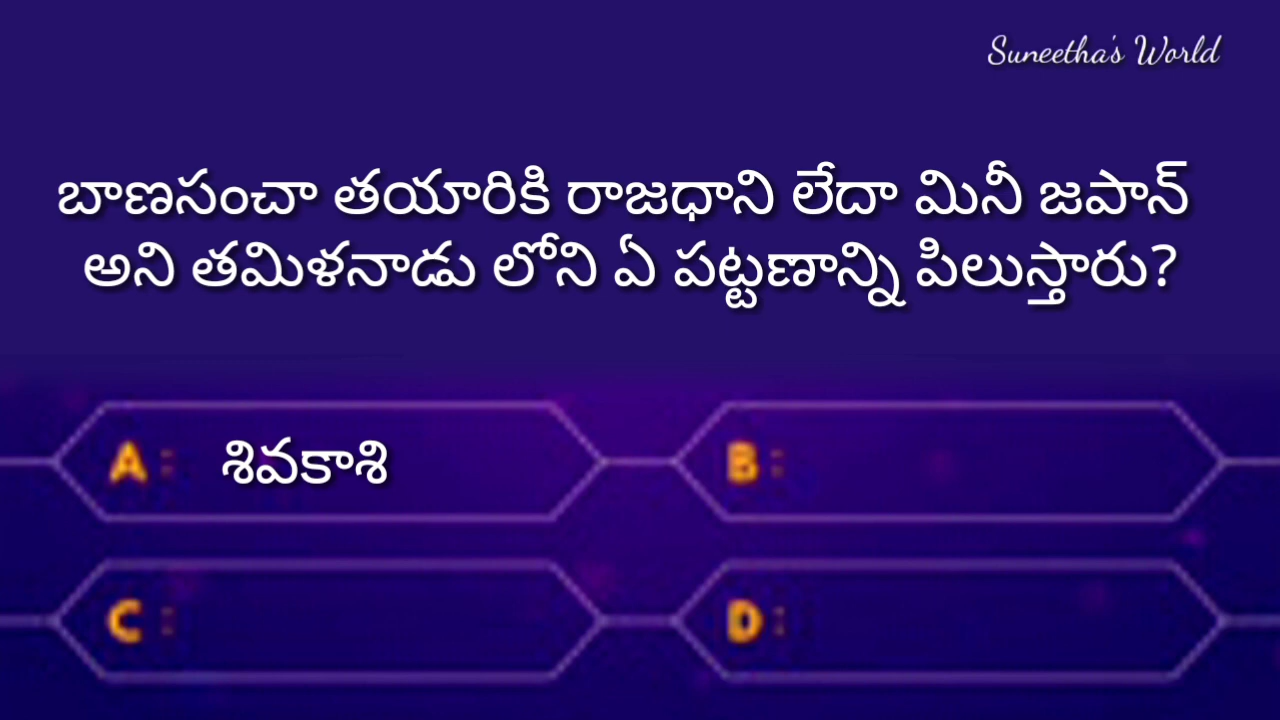 Suneetha's World
బాణసంచా తయారికి రాజధాని లేదా మినీ జపాన్
అని తమిళనాడు లోని ఏ పట్టణాన్ని పిలుస్తారు?
A : శివకాశి
B :
C :
D :